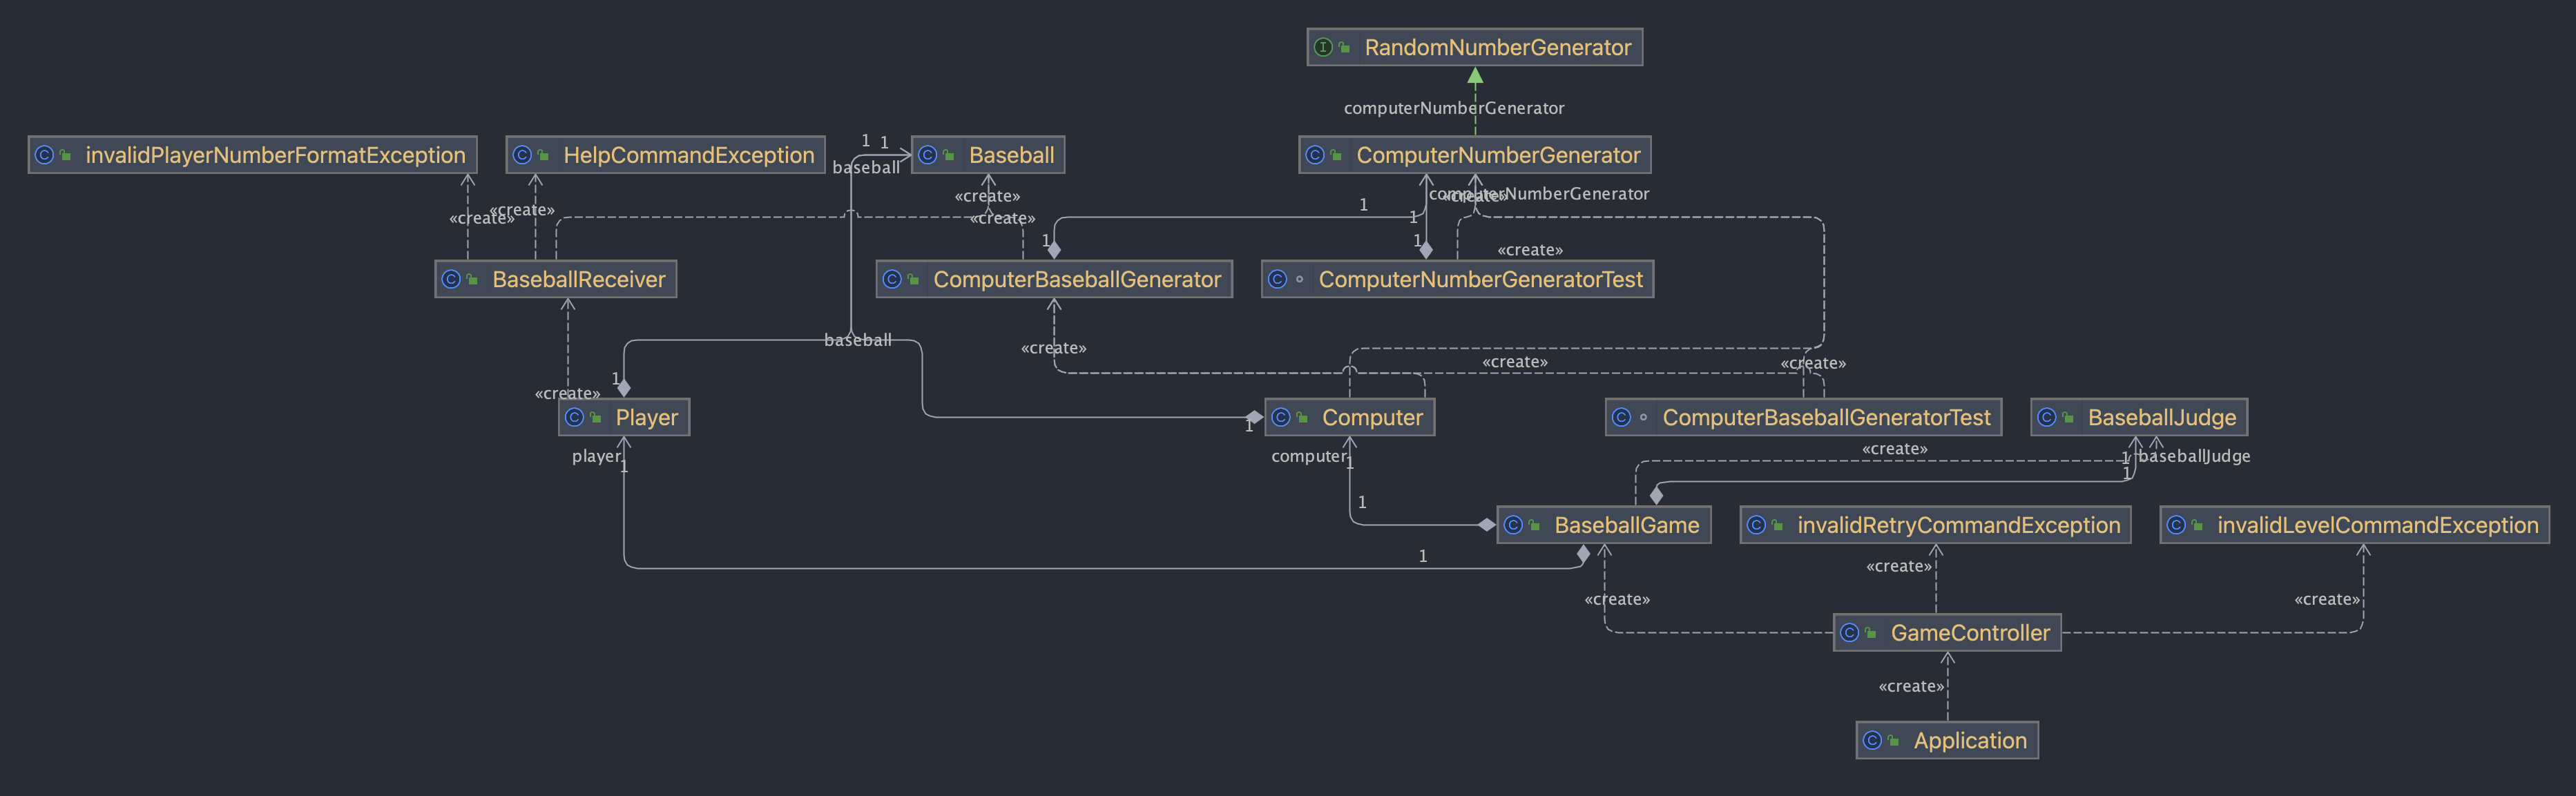 RandomNumberGenerator
computerNumberGenerator
invalidPlayerNumberFormatException
HelpCommandException
1 1
baseball
Baseball
ComputerNumberGenerator
«create»
«create»
«create»
«create»
computerNumberGenerator
«create»
1
1
1
1
«create»
BaseballReceiver
ComputerBaseballGenerator
ComputerNumberGeneratorTest
baseball
«create»
«create»
«create»
1
«create»
Player
1
Computer
ComputerBaseballGeneratorTest
BaseballJudge
player
1
computer
1
«create»
1
baseballJudge
1
1
BaseballGame
invalidRetryCommandException
invalidLevelCommandException
1
«create»
«create»
«create»
GameController
«create»
Application